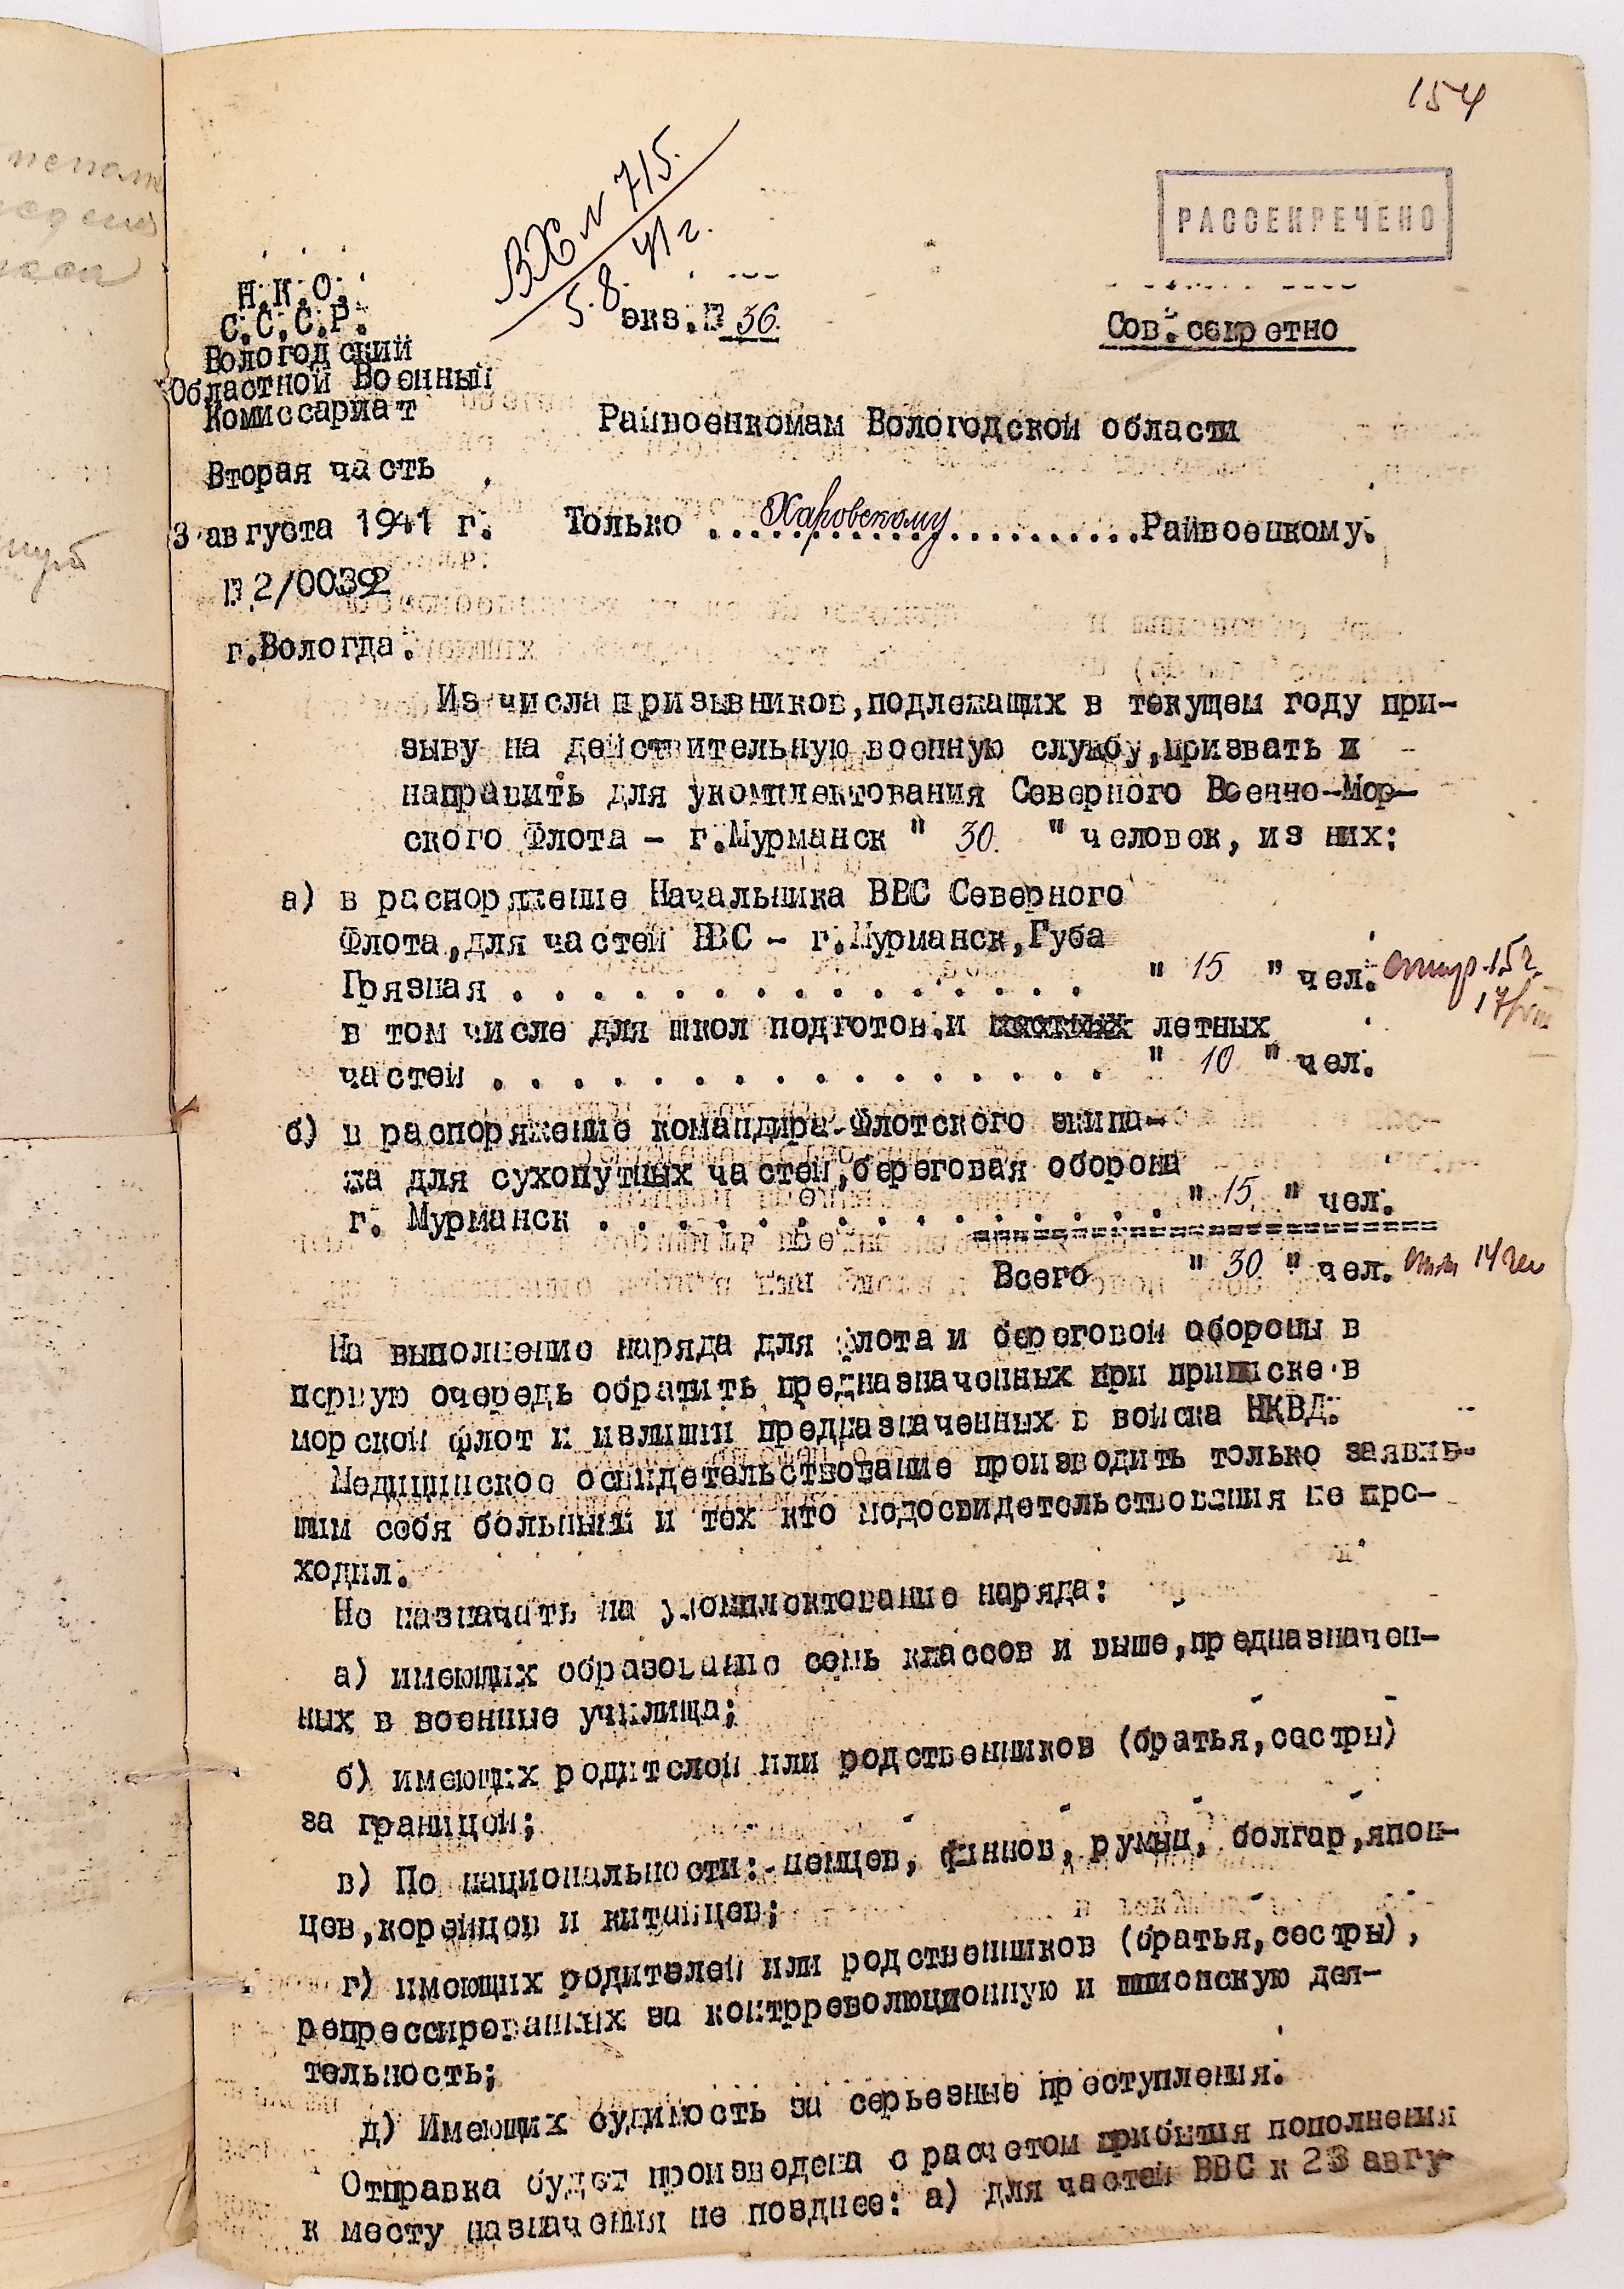 154
РАССЕКРЕЧЕНО
ВХ N 715.
5.8. 41 г.
Н.К.О.
С.С.С.Р.
Вологодский
Областной Военный
Комиссариат
экз.№ 36.
Сов.секретно
Райвоенкомам Вологодской области
Вторая часть
3 августа 1941 г.
Только Харовскому Райвоенкому.
№ 2/0039
г.Вологда.
Из числа призывников,подлежащих в текущем году при-
зыву на действительную военную службу,призвать и
направить для укомплектования Северного Военно-Мор-
ского Флота - г.Мурманск " 30. " человек, из них:
а) в распоряжение Начальника ВВС Северного
Флота,для частей ВВС - г.Мурманск,Губа
Грязная . . . . . . . . . . . . . . . . " 15 " чел. отпр. 15 ч.
17/VIII
в том числе для школ подготов.и летных
частей . . . . . . . . . . . . . . . . " 10 " чел.
б) в распоряжение командира Флотского экипа-
жа для сухопутных частей,береговая оборона
г. Мурманск . . . . . . . . . . . . . . . " 15 " чел.
Всего " 30 " чел. 14 чел
На выполнение наряда для флота и береговой обороны в
первую очередь обратить предназначенных при приписке в
морской флот и излишки предназначенных в войска НКВД.
Медицинское освидетельствование производить только заявив-
шим себя больными и тех кто медосвидетельствования не про-
ходил.
Не назначить на укомплектование наряда:
а) имеющих образование семь классов и выше,предназначен-
ных в военные училища;
б) имеющих родителей или родственников (братья,сестры)
за границей;
в) По национальности:-немцев, финнов, румын, болгар,япон-
цев,корейцев и китайцев;
г) имеющих родителей или родственников (братья,сестры),
репрессированных за контрреволюционную и шпионскую дея-
тельность;
д) Имеющих судимость за серьезные преступления.
Отправка будет произведена с расчетом прибытия пополнения
к месту назначения не позднее: а) для частей ВВС к 23 авгу-